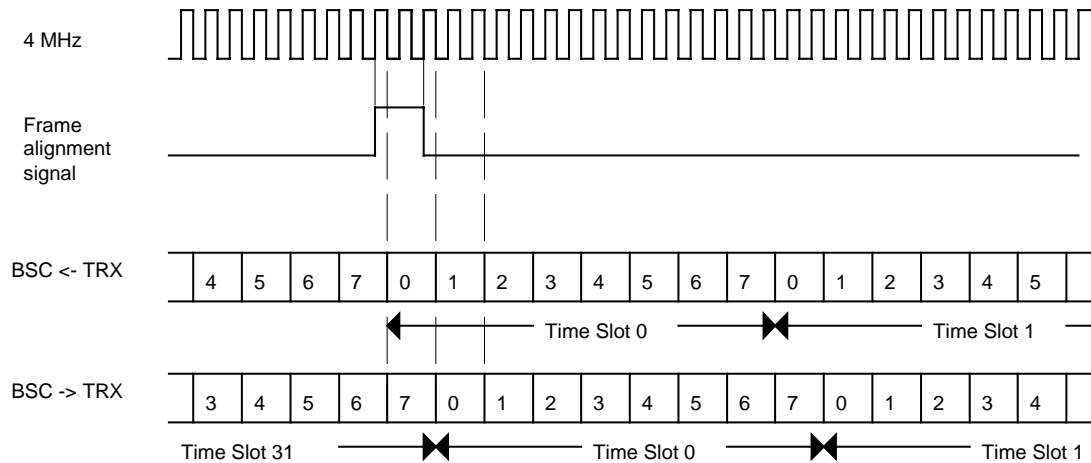 4 MHz
Frame
alignment
signal
BSC <- TRX
4 5 6 7 0 1 2 3 4 5 6 7 0 1 2 3 4 5
Time Slot 0 Time Slot 1
BSC -> TRX
3 4 5 6 7 0 1 2 3 4 5 6 7 0 1 2 3 4
Time Slot 31 Time Slot 0 Time Slot 1